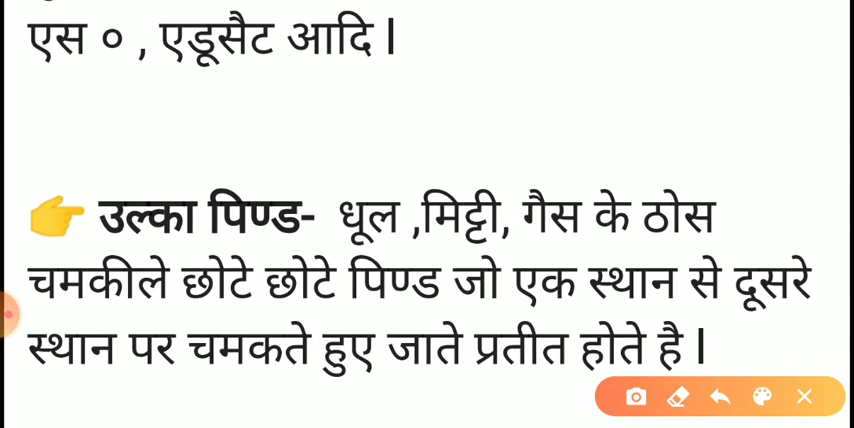 एस ० , एडूसैट आदि l
👉 उल्का पिण्ड- धूल ,मिट्टी, गैस के ठोस
चमकीले छोटे छोटे पिण्ड जो एक स्थान से दूसरे
स्थान पर चमकते हुए जाते प्रतीत होते है l